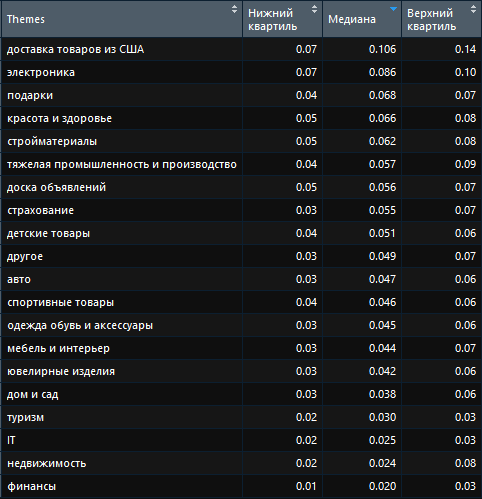 Themes Нижний квартиль Медиана Верхний квартиль
доставка товаров из США 0.07 0.106 0.14
электроника 0.07 0.086 0.10
подарки 0.04 0.068 0.07
красота и здоровье 0.05 0.066 0.08
стройматериалы 0.05 0.062 0.08
тяжелая промышленность и производство 0.04 0.057 0.09
доска объявлений 0.05 0.056 0.07
страхование 0.03 0.055 0.07
детские товары 0.04 0.051 0.06
другое 0.03 0.049 0.07
авто 0.03 0.047 0.06
спортивные товары 0.04 0.046 0.06
одежда обувь и аксессуары 0.03 0.045 0.06
мебель и интерьер 0.03 0.044 0.07
ювелирные изделия 0.03 0.042 0.06
дом и сад 0.03 0.038 0.06
туризм 0.02 0.030 0.03
IT 0.02 0.025 0.03
недвижимость 0.02 0.024 0.08
финансы 0.01 0.020 0.03